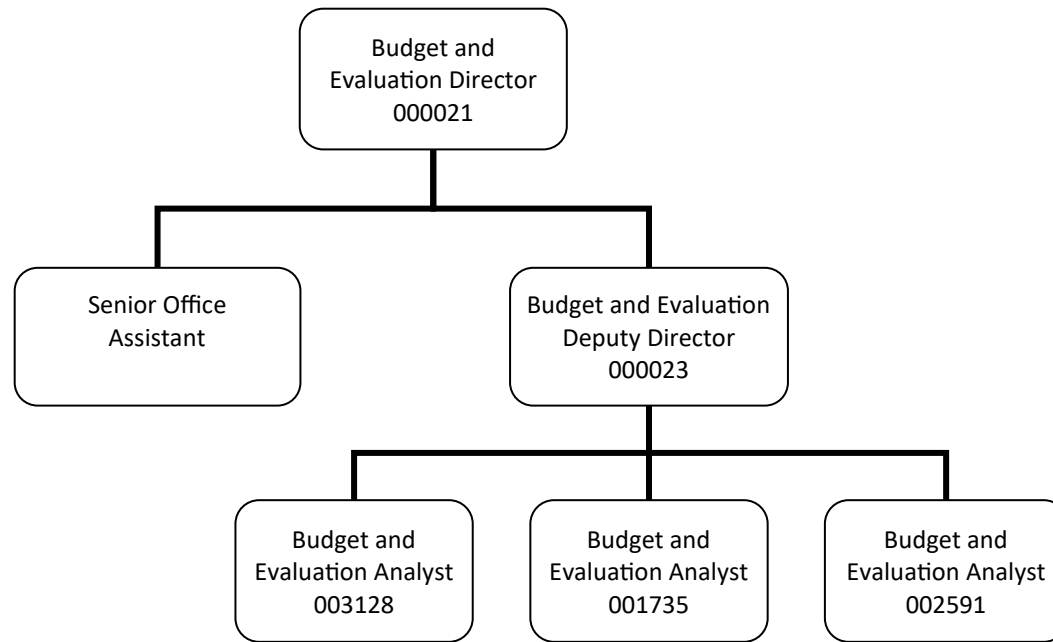 Budget and
Evaluation Director
000021
Senior Office
Assistant
Budget and Evaluation
Deputy Director
000023
Budget and
Evaluation Analyst
003128
Budget and
Evaluation Analyst
001735
Budget and
Evaluation Analyst
002591